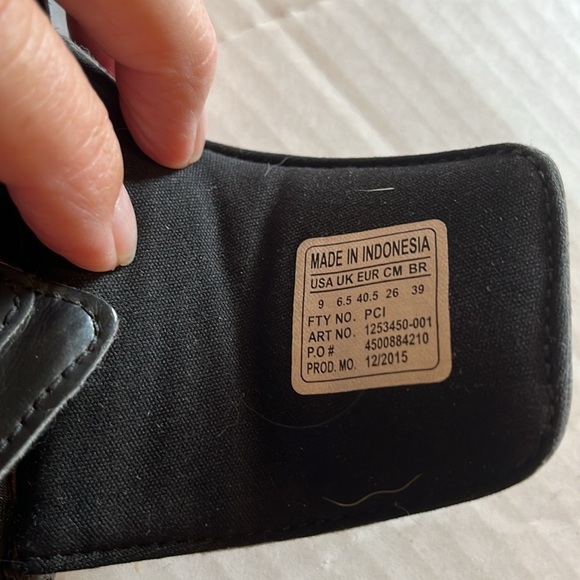 MADE IN INDONESIA
USA UK EUR CM BR
9 6.5 40.5 26 39
FTY NO. PCI
ART NO. 1253450-001
P.O # 4500884210
PROD. MO. 12/2015